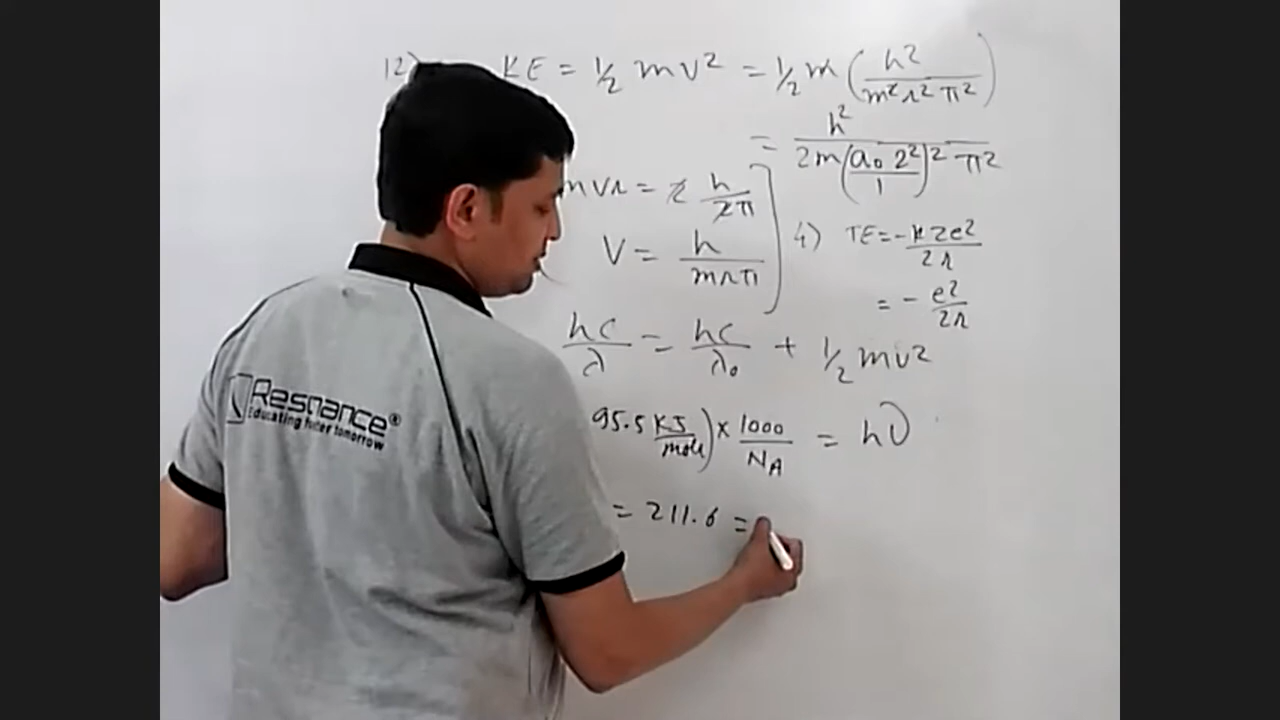 12) KE = 1/2 mv² = 1/2 m (h²/m²r²π²)
= h²/2m(a₀ 2²/1)² π²
mvr = 2 h/2π
V = h/mrπ
4) TE = -KZe²/2r
= - e²/2r
hc/λ = hc/λ₀ + 1/2 mv²
95.5 KJ/mole) × 1000/N_A = hν
= 211.6 =
Resonance®
Educating for better tomorrow